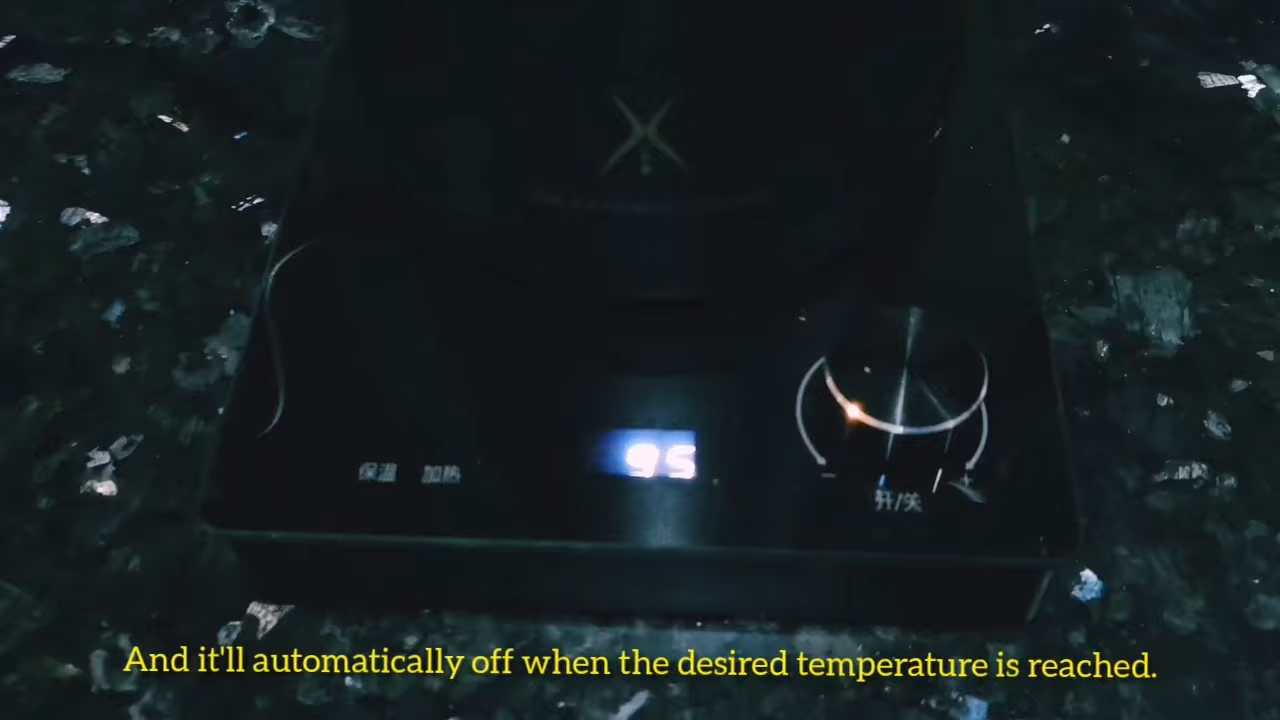 95
保温 加热
- +
开/关
And it'll automatically off when the desired temperature is reached.